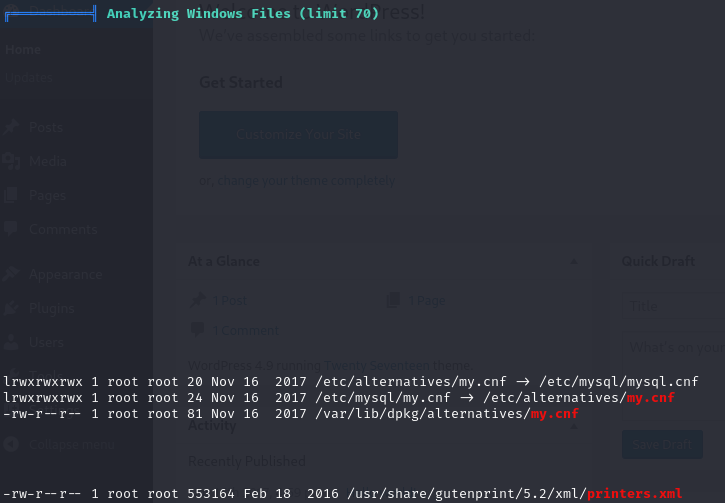 ╔══════════╣ Analyzing Windows Files (limit 70)
Welcome to WordPress!
We've assembled some links to get you started:
Home
Updates
Get Started
Customize Your Site
or, change your theme completely
Posts
Media
Pages
Comments
Appearance
Plugins
Users
Tools
Collapse menu
At a Glance
1 Post
1 Page
1 Comment
WordPress 4.9 running Twenty Seventeen theme.
Quick Draft
Title
What's on your
Save Draft
lrwxrwxrwx 1 root root 20 Nov 16  2017 /etc/alternatives/my.cnf -> /etc/mysql/mysql.cnf
lrwxrwxrwx 1 root root 24 Nov 16  2017 /etc/mysql/my.cnf -> /etc/alternatives/my.cnf
-rw-r--r-- 1 root root 81 Nov 16  2017 /var/lib/dpkg/alternatives/my.cnf
Activity
Recently Published
-rw-r--r-- 1 root root 553164 Feb 18  2016 /usr/share/gutenprint/5.2/xml/printers.xml